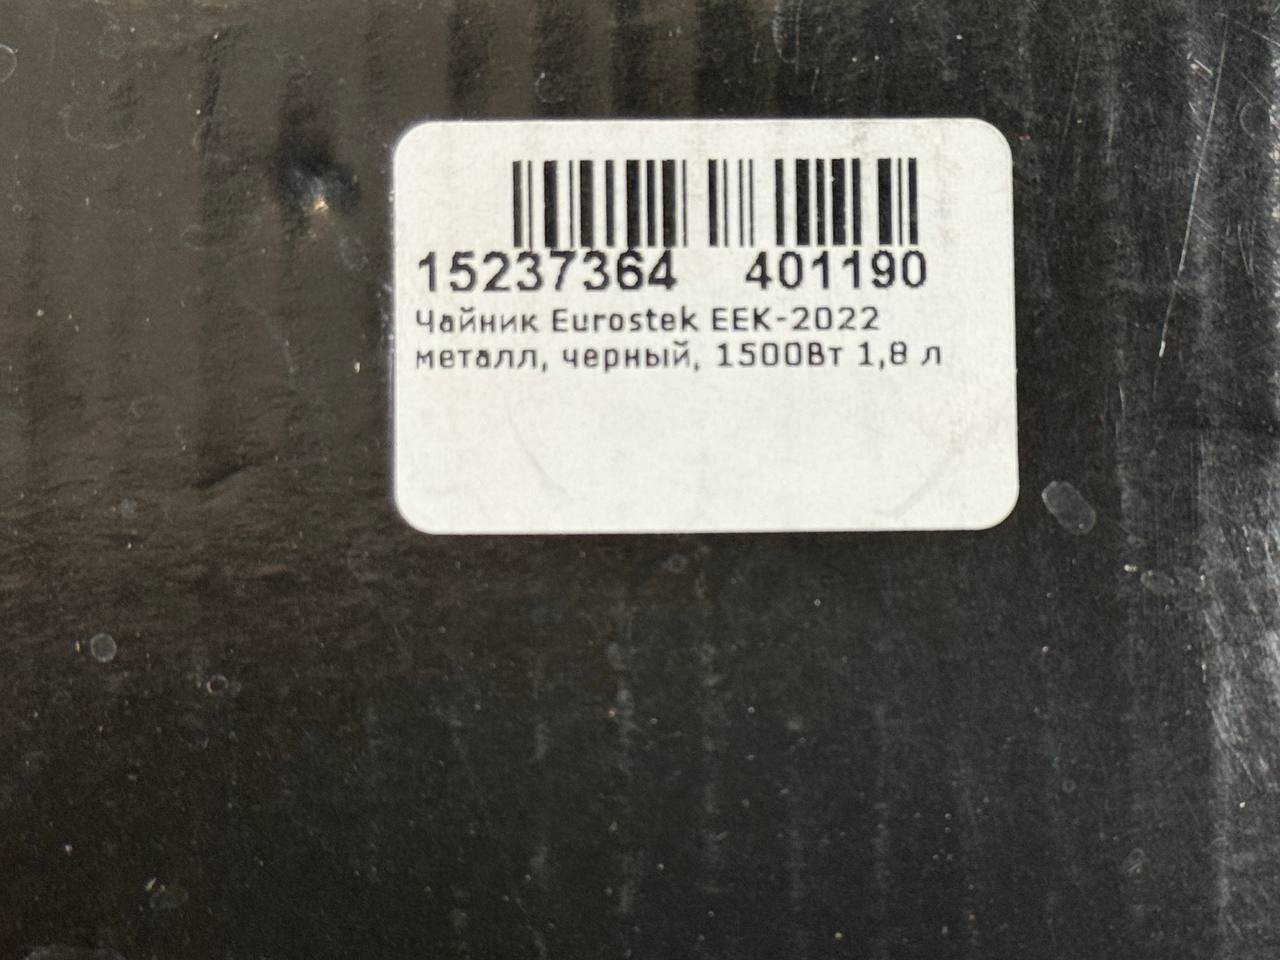 15237364 401190
Чайник Eurostek EEK-2022
металл, черный, 1500Вт 1,8 л